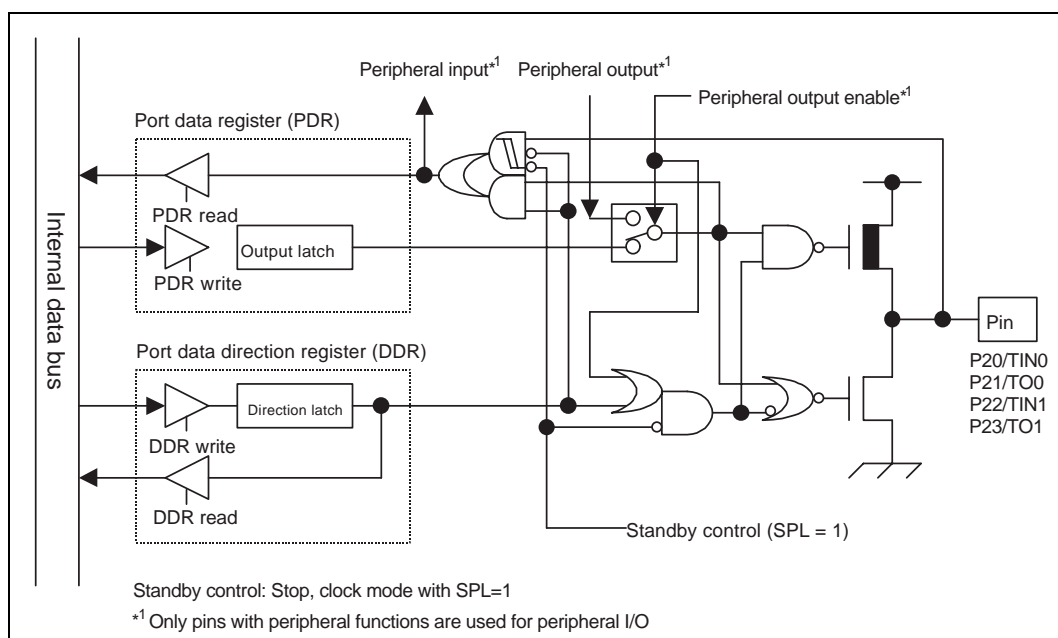 Peripheral input*1
Peripheral output*1
Peripheral output enable*1
Port data register (PDR)
PDR read
Output latch
PDR write
Internal data bus
Pin
P20/TIN0
P21/TO0
P22/TIN1
P23/TO1
Port data direction register (DDR)
Direction latch
DDR write
DDR read
Standby control (SPL = 1)
Standby control: Stop, clock mode with SPL=1
*1 Only pins with peripheral functions are used for peripheral I/O